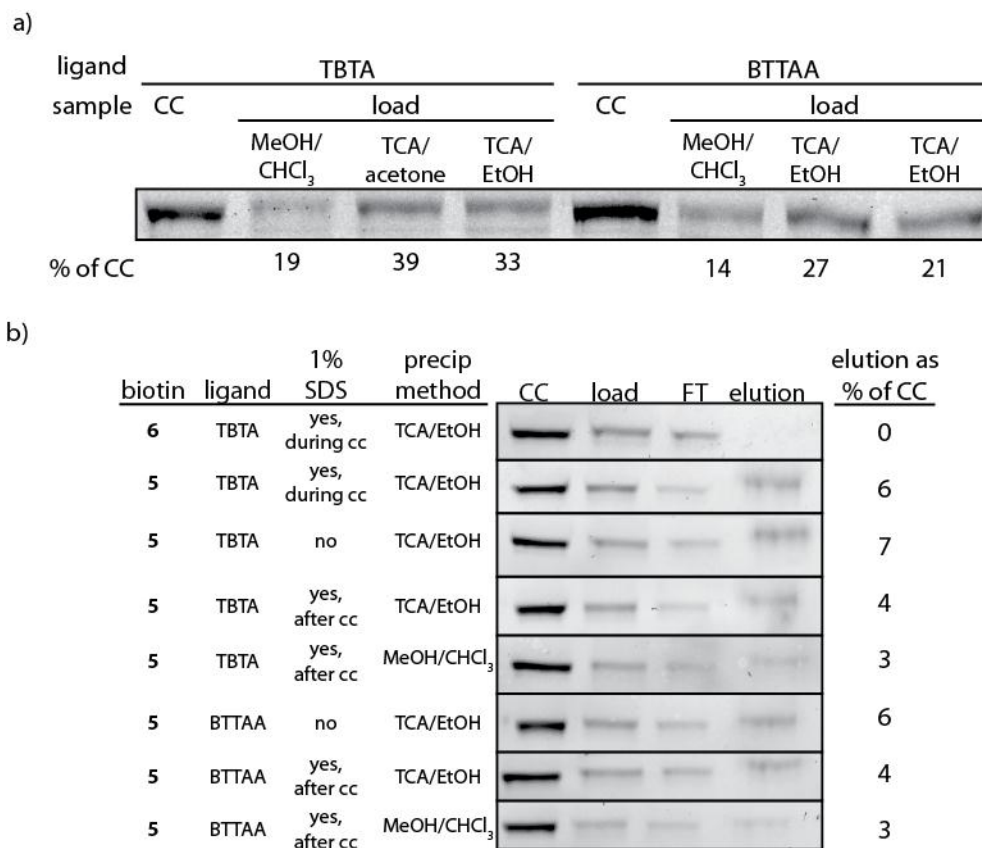 a)
ligand TBTA BTTAA
sample CC load CC load
MeOH/ TCA/ TCA/ MeOH/ TCA/ TCA/
CHCl3 acetone EtOH CHCl3 EtOH EtOH
% of CC 19 39 33 14 27 21
b)
1% precip elution as
biotin ligand SDS method CC load FT elution % of CC
6 TBTA yes, during cc TCA/EtOH 0
5 TBTA yes, during cc TCA/EtOH 6
5 TBTA no TCA/EtOH 7
5 TBTA yes, after cc TCA/EtOH 4
5 TBTA yes, after cc MeOH/CHCl3 3
5 BTTAA no TCA/EtOH 6
5 BTTAA yes, after cc TCA/EtOH 4
5 BTTAA yes, after cc MeOH/CHCl3 3